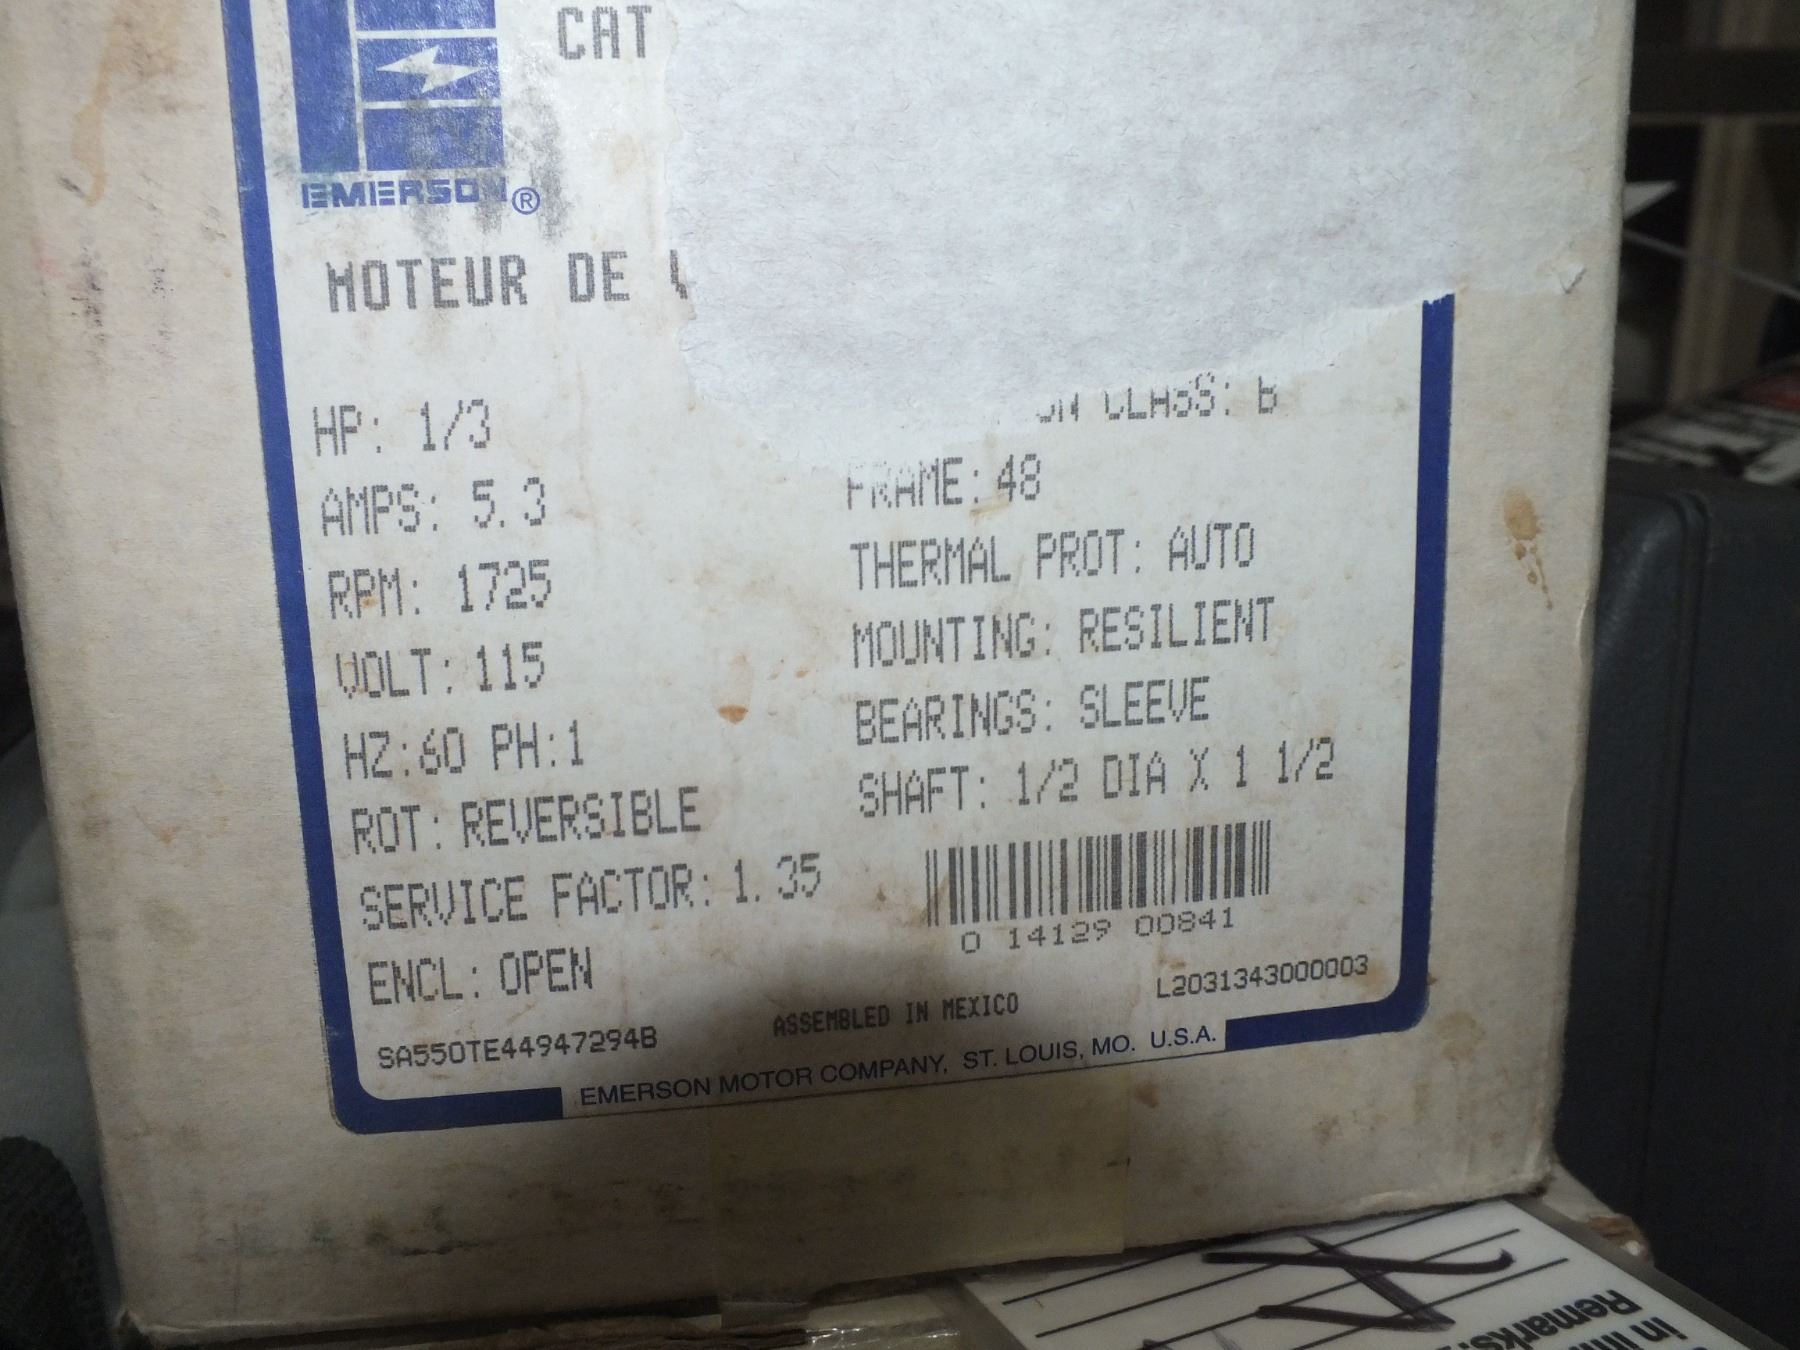 CAT
EMERSON®
MOTEUR DE
HP: 1/3
AMPS: 5.3
RPM: 1725
VOLT: 115
HZ:60 PH:1
ROT: REVERSIBLE
SERVICE FACTOR: 1.35
ENCL: OPEN
SA550TE44947294B
CLASS: B
FRAME: 48
THERMAL PROT: AUTO
MOUNTING: RESILIENT
BEARINGS: SLEEVE
SHAFT: 1/2 DIA X 1 1/2
0 14129 00841
L2031343000003
ASSEMBLED IN MEXICO
EMERSON MOTOR COMPANY, ST. LOUIS, MO. U.S.A.
Remarks: